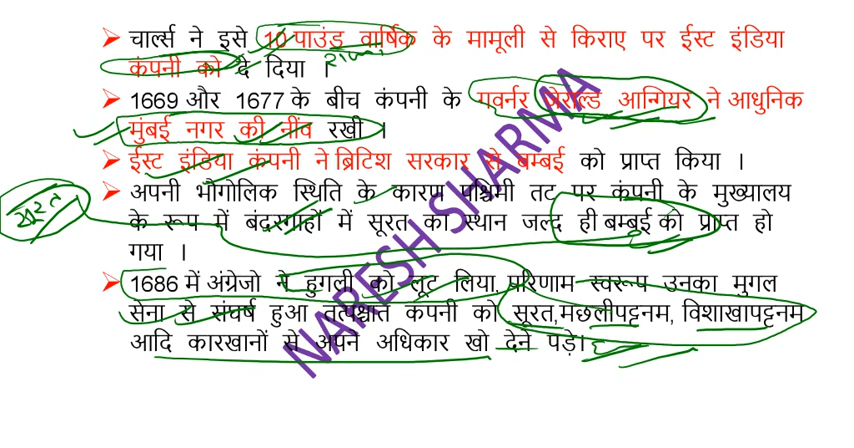 चार्ल्स ने इसे 10 पाउंड वार्षिक के मामूली से किराए पर ईस्ट इंडिया
कंपनी को दे दिया ।
1669 और 1677 के बीच कंपनी के गवर्नर जेराल्ड आन्गियर ने आधुनिक
मुंबई नगर की नींव रखी ।
ईस्ट इंडिया कंपनी ने ब्रिटिश सरकार से बम्बई को प्राप्त किया ।
अपनी भौगोलिक स्थिति के कारण पश्चिमी तट पर कंपनी के मुख्यालय
के रूप में बंदरगाहों में सूरत का स्थान जल्द ही बम्बई को प्राप्त हो
गया ।
1686 में अंग्रेजो ने हुगली को लूट लिया, परिणाम स्वरूप उनका मुगल
सेना से संघर्ष हुआ तत्पश्चात कंपनी को सूरत,मछलीपट्टनम, विशाखापट्टनम
आदि कारखानों से अपने अधिकार खो देने पड़े।
NARESH SHARMA